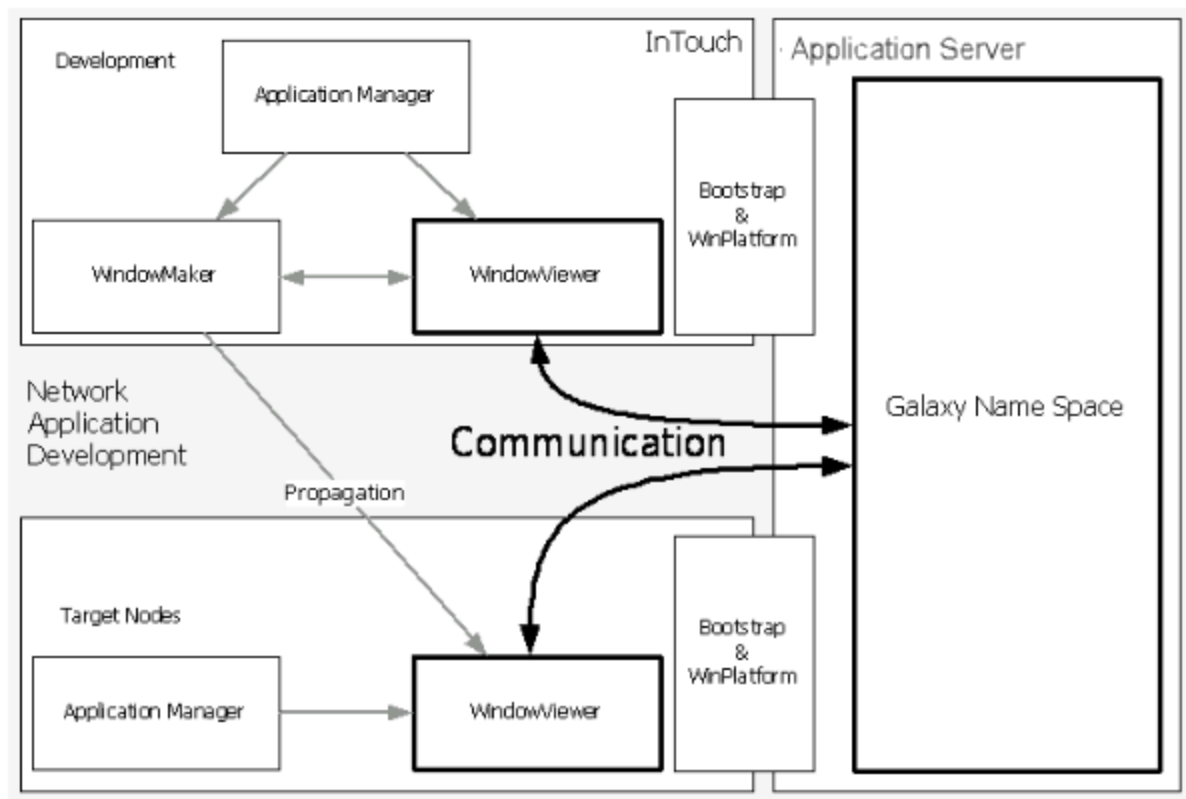 InTouch
Development
Application Manager
WindowMaker
WindowViewer
Bootstrap
&
WinPlatform
Application Server
Galaxy Name Space
Network
Application
Development
Communication
Propagation
Target Nodes
Application Manager
WindowViewer
Bootstrap
&
WinPlatform